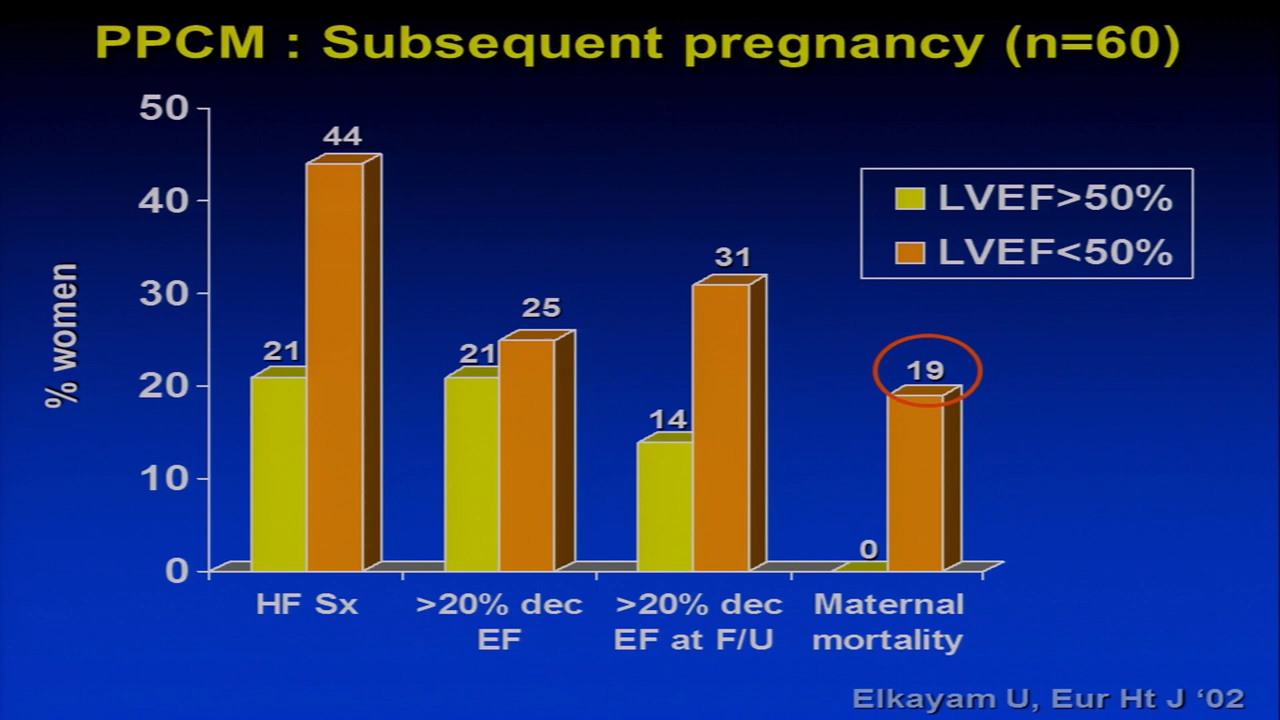 PPCM : Subsequent pregnancy (n=60)
50
40
30
20
10
0
% women
44
21
21
25
14
31
0
19
LVEF>50%
LVEF<50%
HF Sx
>20% dec
EF
>20% dec
EF at F/U
Maternal
mortality
Elkayam U, Eur Ht J ‘02